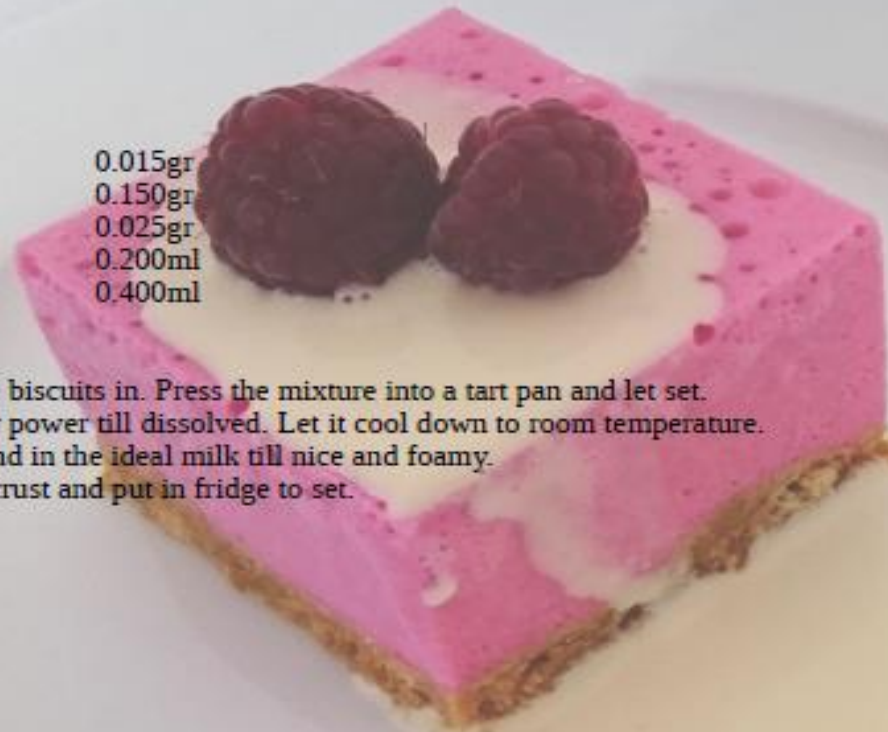 0.015gr
0.150gr
0.025gr
0.200ml
0.400ml
biscuits in. Press the mixture into a tart pan and let set.
power till dissolved. Let it cool down to room temperature.
in the ideal milk till nice and foamy.
and put in fridge to set.